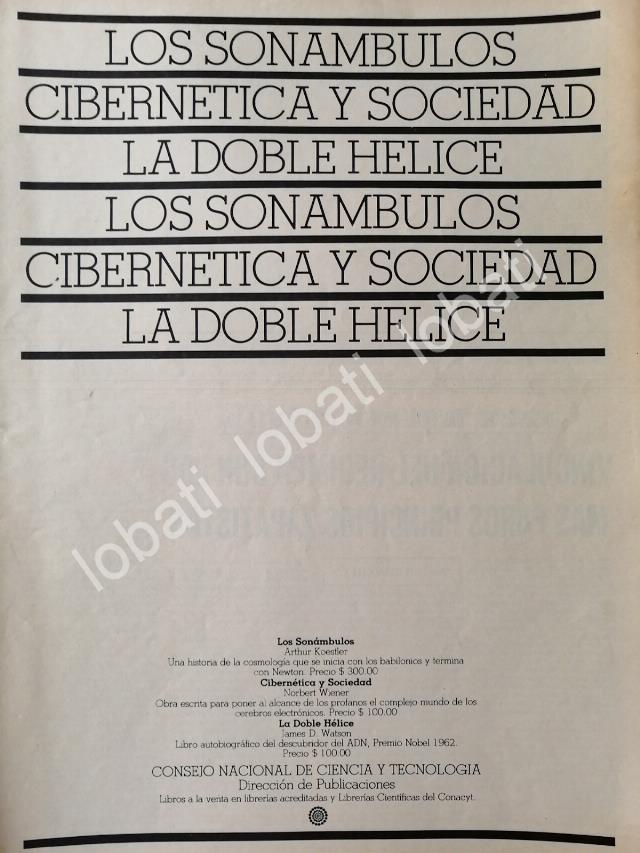 LOS SONAMBULOS
CIBERNETICA Y SOCIEDAD
LA DOBLE HELICE
LOS SONAMBULOS
CIBERNETICA Y SOCIEDAD
LA DOBLE HELICE
lobati lobati lobati
Los Sonámbulos
Arthur Koestler
Una historia de la cosmología que se inicia con los babilonios y termina
con Newton. Precio $ 300.00
Cibernética y Sociedad
Norbert Wiener
Obra escrita para poner al alcance de los profanos el complejo mundo de los
cerebros electrónicos. Precio $ 100.00
La Doble Hélice
James D. Watson
Libro autobiográfico del descubridor del ADN, Premio Nobel 1962.
Precio $ 100.00
CONSEJO NACIONAL DE CIENCIA Y TECNOLOGIA
Dirección de Publicaciones
Libros a la venta en librerías acreditadas y Librerías Científicas del Conacyt.